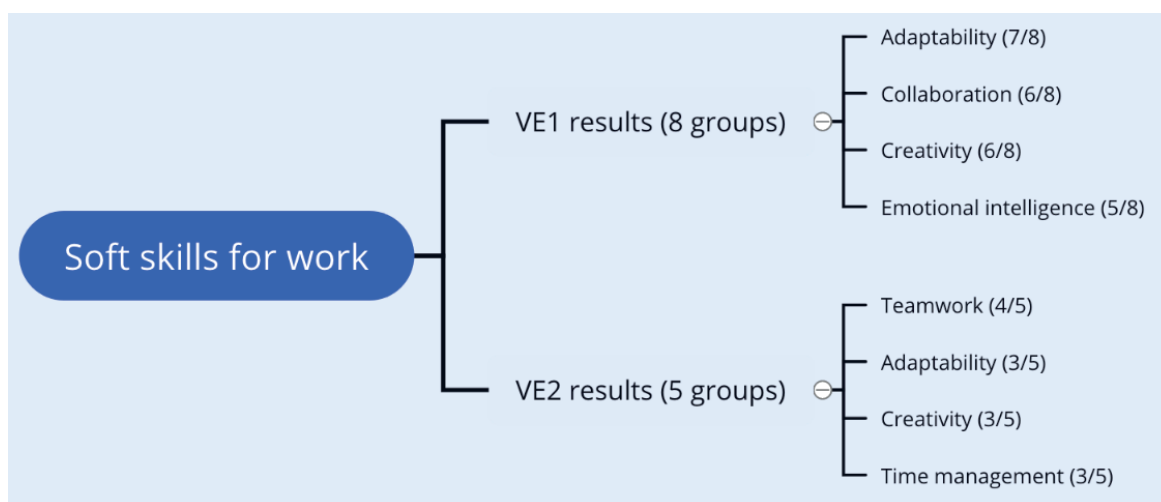 Soft skills for work
VE1 results (8 groups)
Adaptability (7/8)
Collaboration (6/8)
Creativity (6/8)
Emotional intelligence (5/8)
VE2 results (5 groups)
Teamwork (4/5)
Adaptability (3/5)
Creativity (3/5)
Time management (3/5)